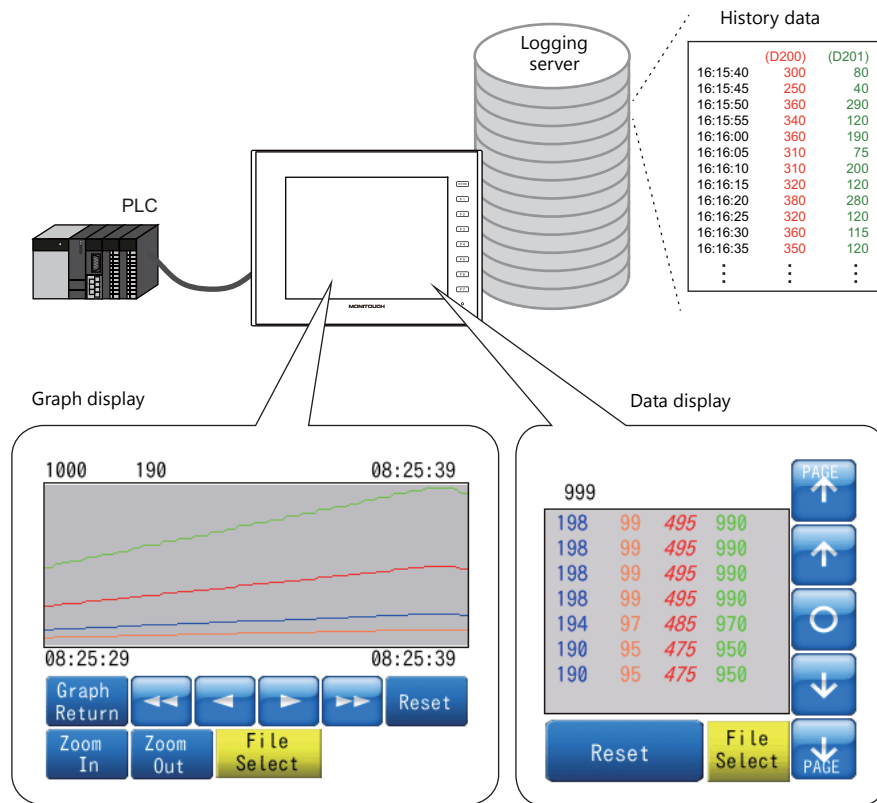 History data
Logging
server
(D200) (D201)
16:15:40 300 80
16:15:45 250 40
16:15:50 360 290
16:15:55 340 120
16:16:00 360 190
16:16:05 310 75
16:16:10 310 200
16:16:15 320 120
16:16:20 380 280
16:16:25 320 120
16:16:30 360 115
16:16:35 350 120
PLC
MONITOUCH
Graph display
1000 190 08:25:39
08:25:29 08:25:39
Graph
Return
Reset
Zoom
In
Zoom
Out
File
Select
Data display
999
198 99 495 990
198 99 495 990
198 99 495 990
198 99 495 990
194 97 485 970
190 95 475 950
190 95 475 950
PAGE
Reset
File
Select
PAGE